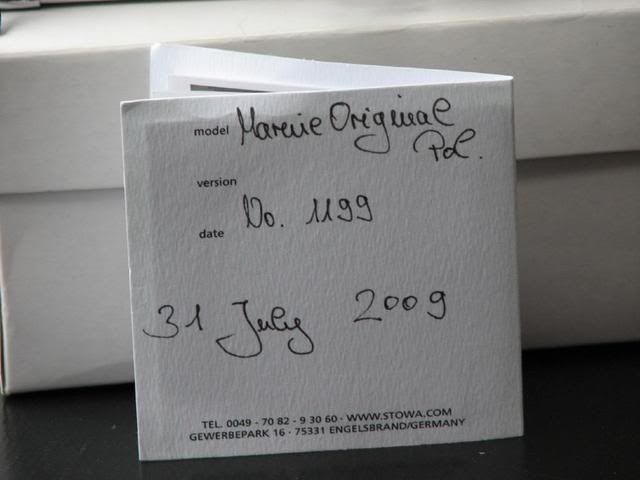 model Marine Original
Pol.
version
No. 1199
date
31 July 2009
TEL. 0049 - 70 82 - 9 30 60 · WWW.STOWA.COM
GEWERBEPARK 16 · 75331 ENGELSBRAND/GERMANY